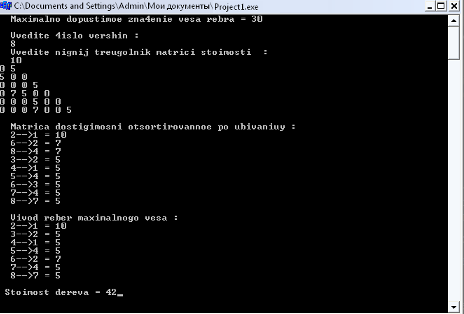 C:\Documents and Settings\Admin\Мои документы\Project1.exe
Maximalno dopustimoe zna4enie vesa rebra = 30
Vvedite 4islo vershin :
8
Vvedite nignij treugolnik matrici stoimosti :
10
0 5
5 0 0
0 0 0 5
0 7 5 0 0
0 0 0 5 0 0
0 0 0 7 0 0 5
Matrica dostigimosni otsortirovannoe po ubivaniuy :
2-->1 = 10
6-->2 = 7
8-->4 = 7
3-->2 = 5
4-->1 = 5
5-->4 = 5
6-->3 = 5
7-->4 = 5
8-->7 = 5
Vivod reber maximalnogo vesa :
2-->1 = 10
3-->2 = 5
4-->1 = 5
5-->4 = 5
6-->2 = 7
7-->4 = 5
8-->7 = 5
Stoimost dereva = 42_